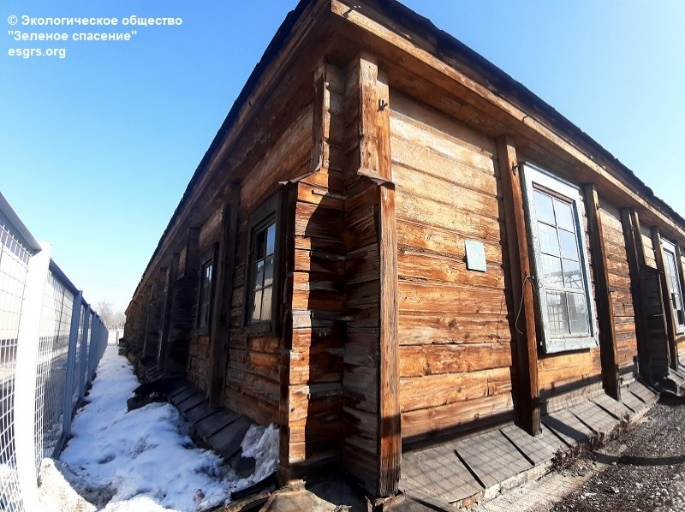 © Экологическое общество
"Зеленое спасение"
esgrs.org